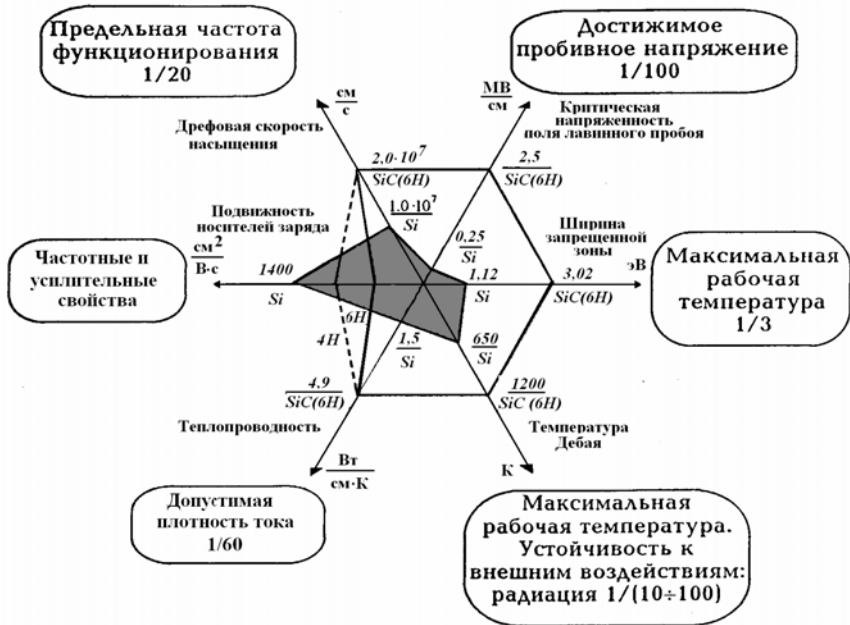 Предельная частота
функционирования
1/20
Достижимое
пробивное напряжение
1/100
см
с
МВ
см
Дрефовая скорость
насыщения
Критическая
напряженность
поля лавинного пробоя
2,0·10⁷
SiC(6H)
2,5
SiC(6H)
1.0·10⁷
Si
0,25
Si
Подвижность
носителей заряда
см²
В·с
Ширина
запрещенной
зоны
эВ
Частотные и
усплительные
свойства
1400
Si
1,12
Si
3,02
SiC(6H)
Максимальная
рабочая
температура
1/3
6H
4H
1,5
Si
650
Si
4,9
SiC(6H)
1200
SiC (6H)
Теплопроводность
Температура
Дебая
Вт
см·К
К
Допустимая
плотность тока
1/60
Максимальная
рабочая температура.
Устойчивость к
внешним воздействиям:
радиация 1/(10÷100)